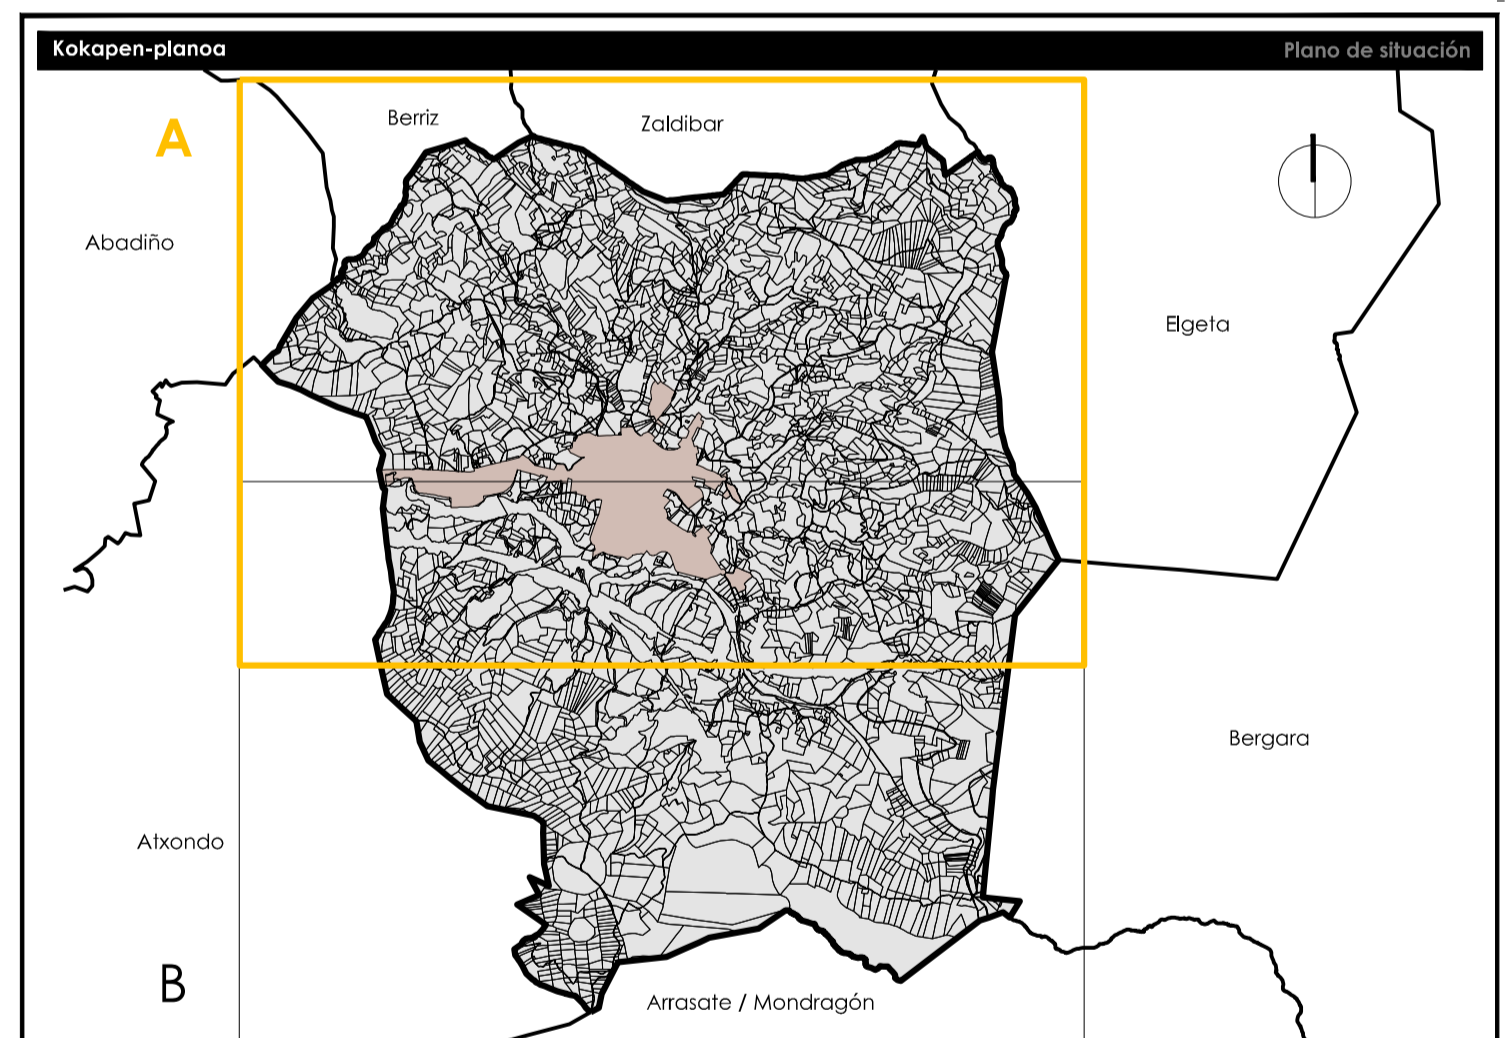 Kokapen-planoa
Plano de situación
A
Berriz
Zaldibar
Abadiño
Elgeta
Bergara
Atxondo
B
Arrasate / Mondragón